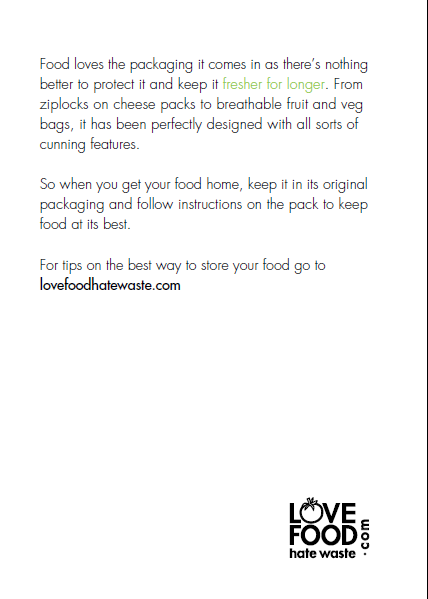 Food loves the packaging it comes in as there's nothing
better to protect it and keep it fresher for longer. From
ziplocks on cheese packs to breathable fruit and veg
bags, it has been perfectly designed with all sorts of
cunning features.
So when you get your food home, keep it in its original
packaging and follow instructions on the pack to keep
food at its best.
For tips on the best way to store your food go to
lovefoodhatewaste.com
LOVE
FOOD
hate waste
.com